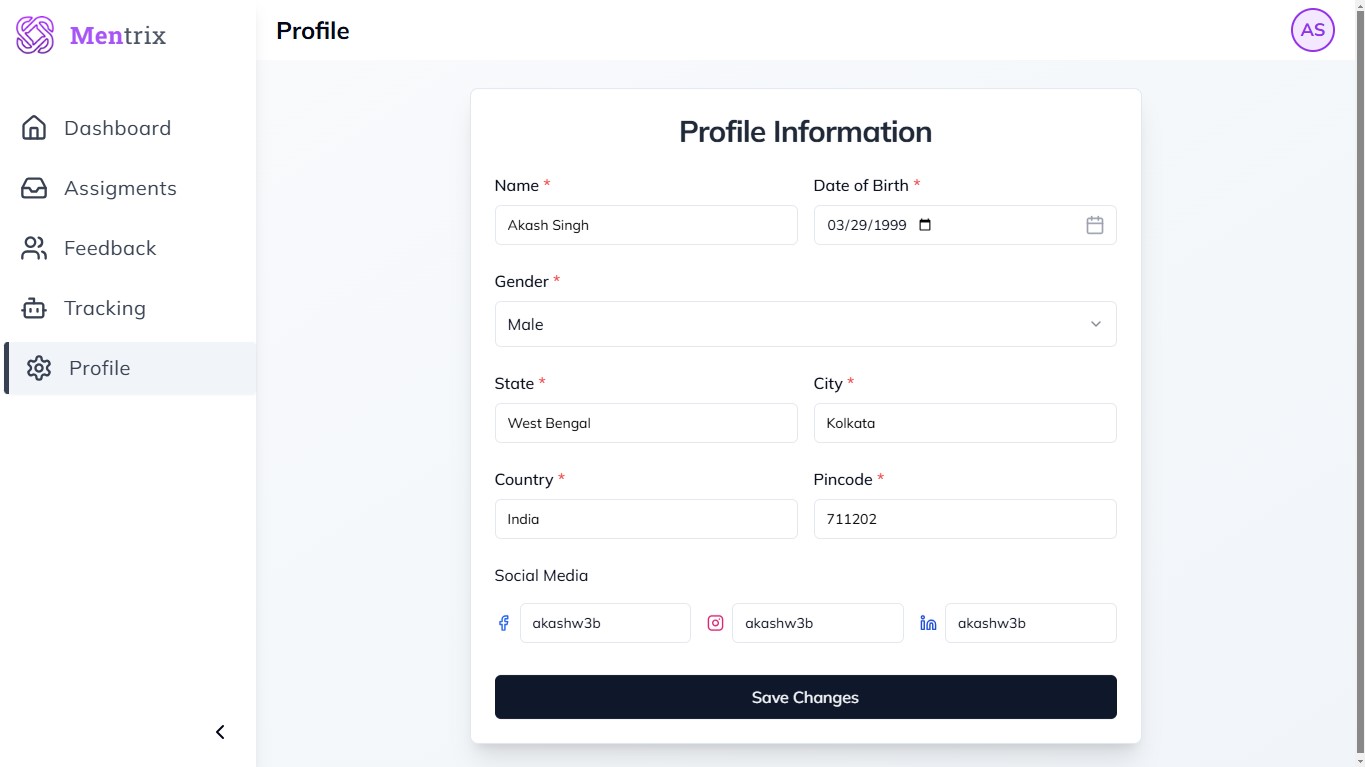 Mentrix
Profile
AS
Dashboard
Assigments
Feedback
Tracking
Profile
Profile Information
Name * Date of Birth *
Akash Singh 03/29/1999
Gender *
Male
State * City *
West Bengal Kolkata
Country * Pincode *
India 711202
Social Media
akashw3b akashw3b akashw3b
Save Changes